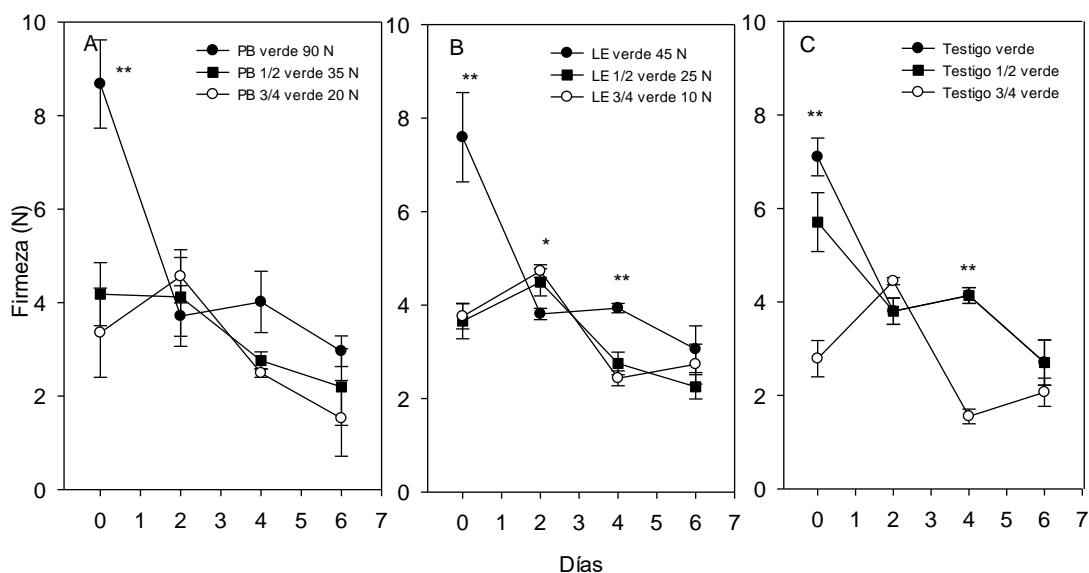 A
PB verde 90 N
PB 1/2 verde 35 N
PB 3/4 verde 20 N
**
10
8
6
4
2
0
0 1 2 3 4 5 6 7
Firmeza (N)
B
LE verde 45 N
LE 1/2 verde 25 N
LE 3/4 verde 10 N
**
*
**
10
8
6
4
2
0
0 1 2 3 4 5 6 7
Días
C
Testigo verde
Testigo 1/2 verde
Testigo 3/4 verde
**
**
10
8
6
4
2
0
0 1 2 3 4 5 6 7